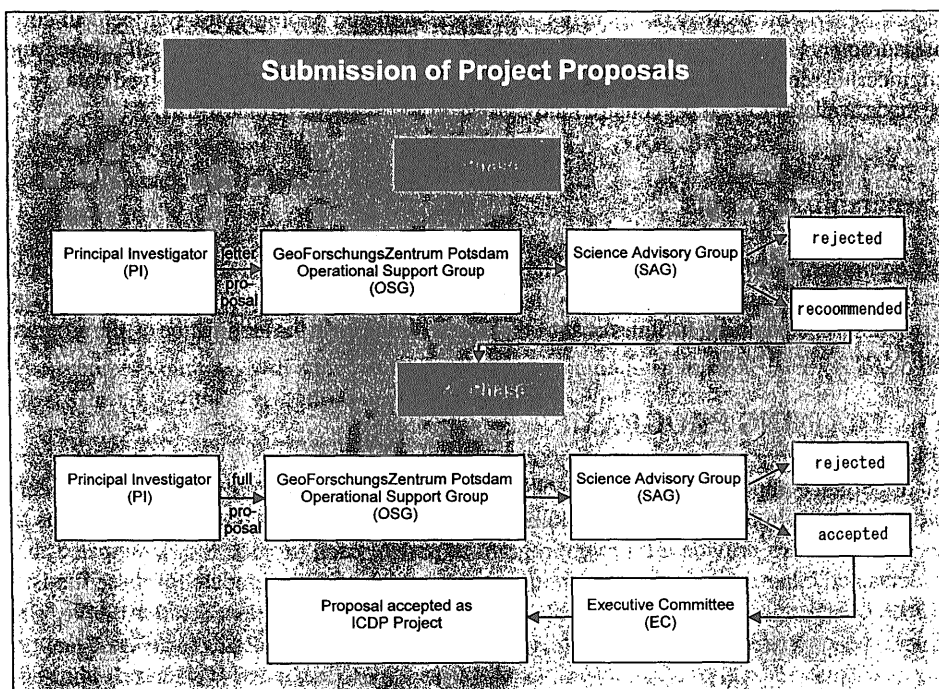 Submission of Project Proposals
Phase
Principal Investigator
(PI)
letter
pro-
posal
GeoForschungsZentrum Potsdam
Operational Support Group
(OSG)
Science Advisory Group
(SAG)
rejected
recoommended
Phase
Principal Investigator
(PI)
full
pro-
posal
GeoForschungsZentrum Potsdam
Operational Support Group
(OSG)
Science Advisory Group
(SAG)
rejected
accepted
Proposal accepted as
ICDP Project
Executive Committee
(EC)